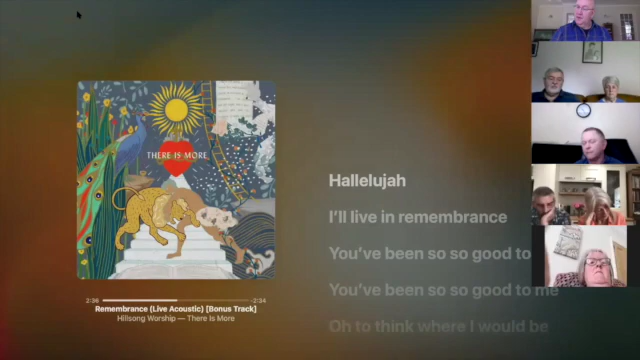 THERE IS MORE
2:36
-2:34
Remembrance (Live Acoustic) [Bonus Track]
Hillsong Worship — There Is More
Hallelujah
I'll live in remembrance
You've been so so good to
You've been so so good to me
Oh to think where I would be